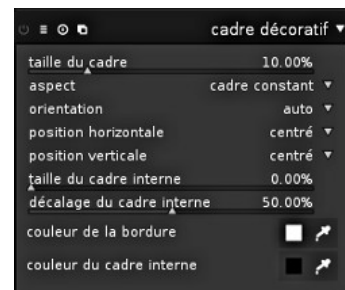 cadre décoratif
taille du cadre 10.00%
aspect cadre constant
orientation auto
position horizontale centré
position verticale centré
taille du cadre interne 0.00%
décalage du cadre interne 50.00%
couleur de la bordure
couleur du cadre interne